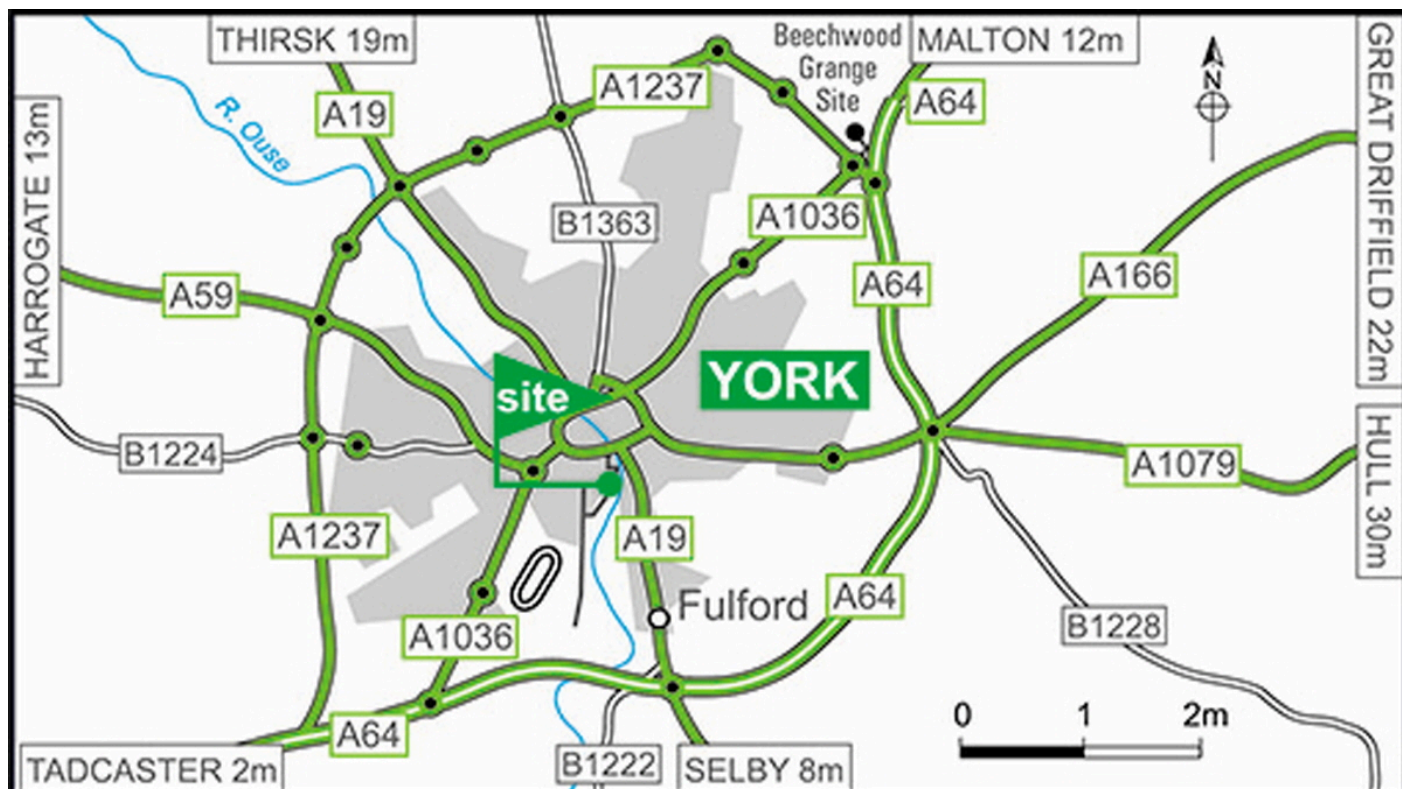 THIRSK 19m
Beechwood
Grange
Site
MALTON 12m
GREAT DRIFFIELD 22m
HARROGATE 13m
R. Ouse
A19
A1237
A64
N
B1363
A1036
A64
A166
A59
YORK
site
B1224
A1079
HULL 30m
A1237
A19
A64
Fulford
A1036
B1228
A64
0 1 2m
TADCASTER 2m
B1222
SELBY 8m